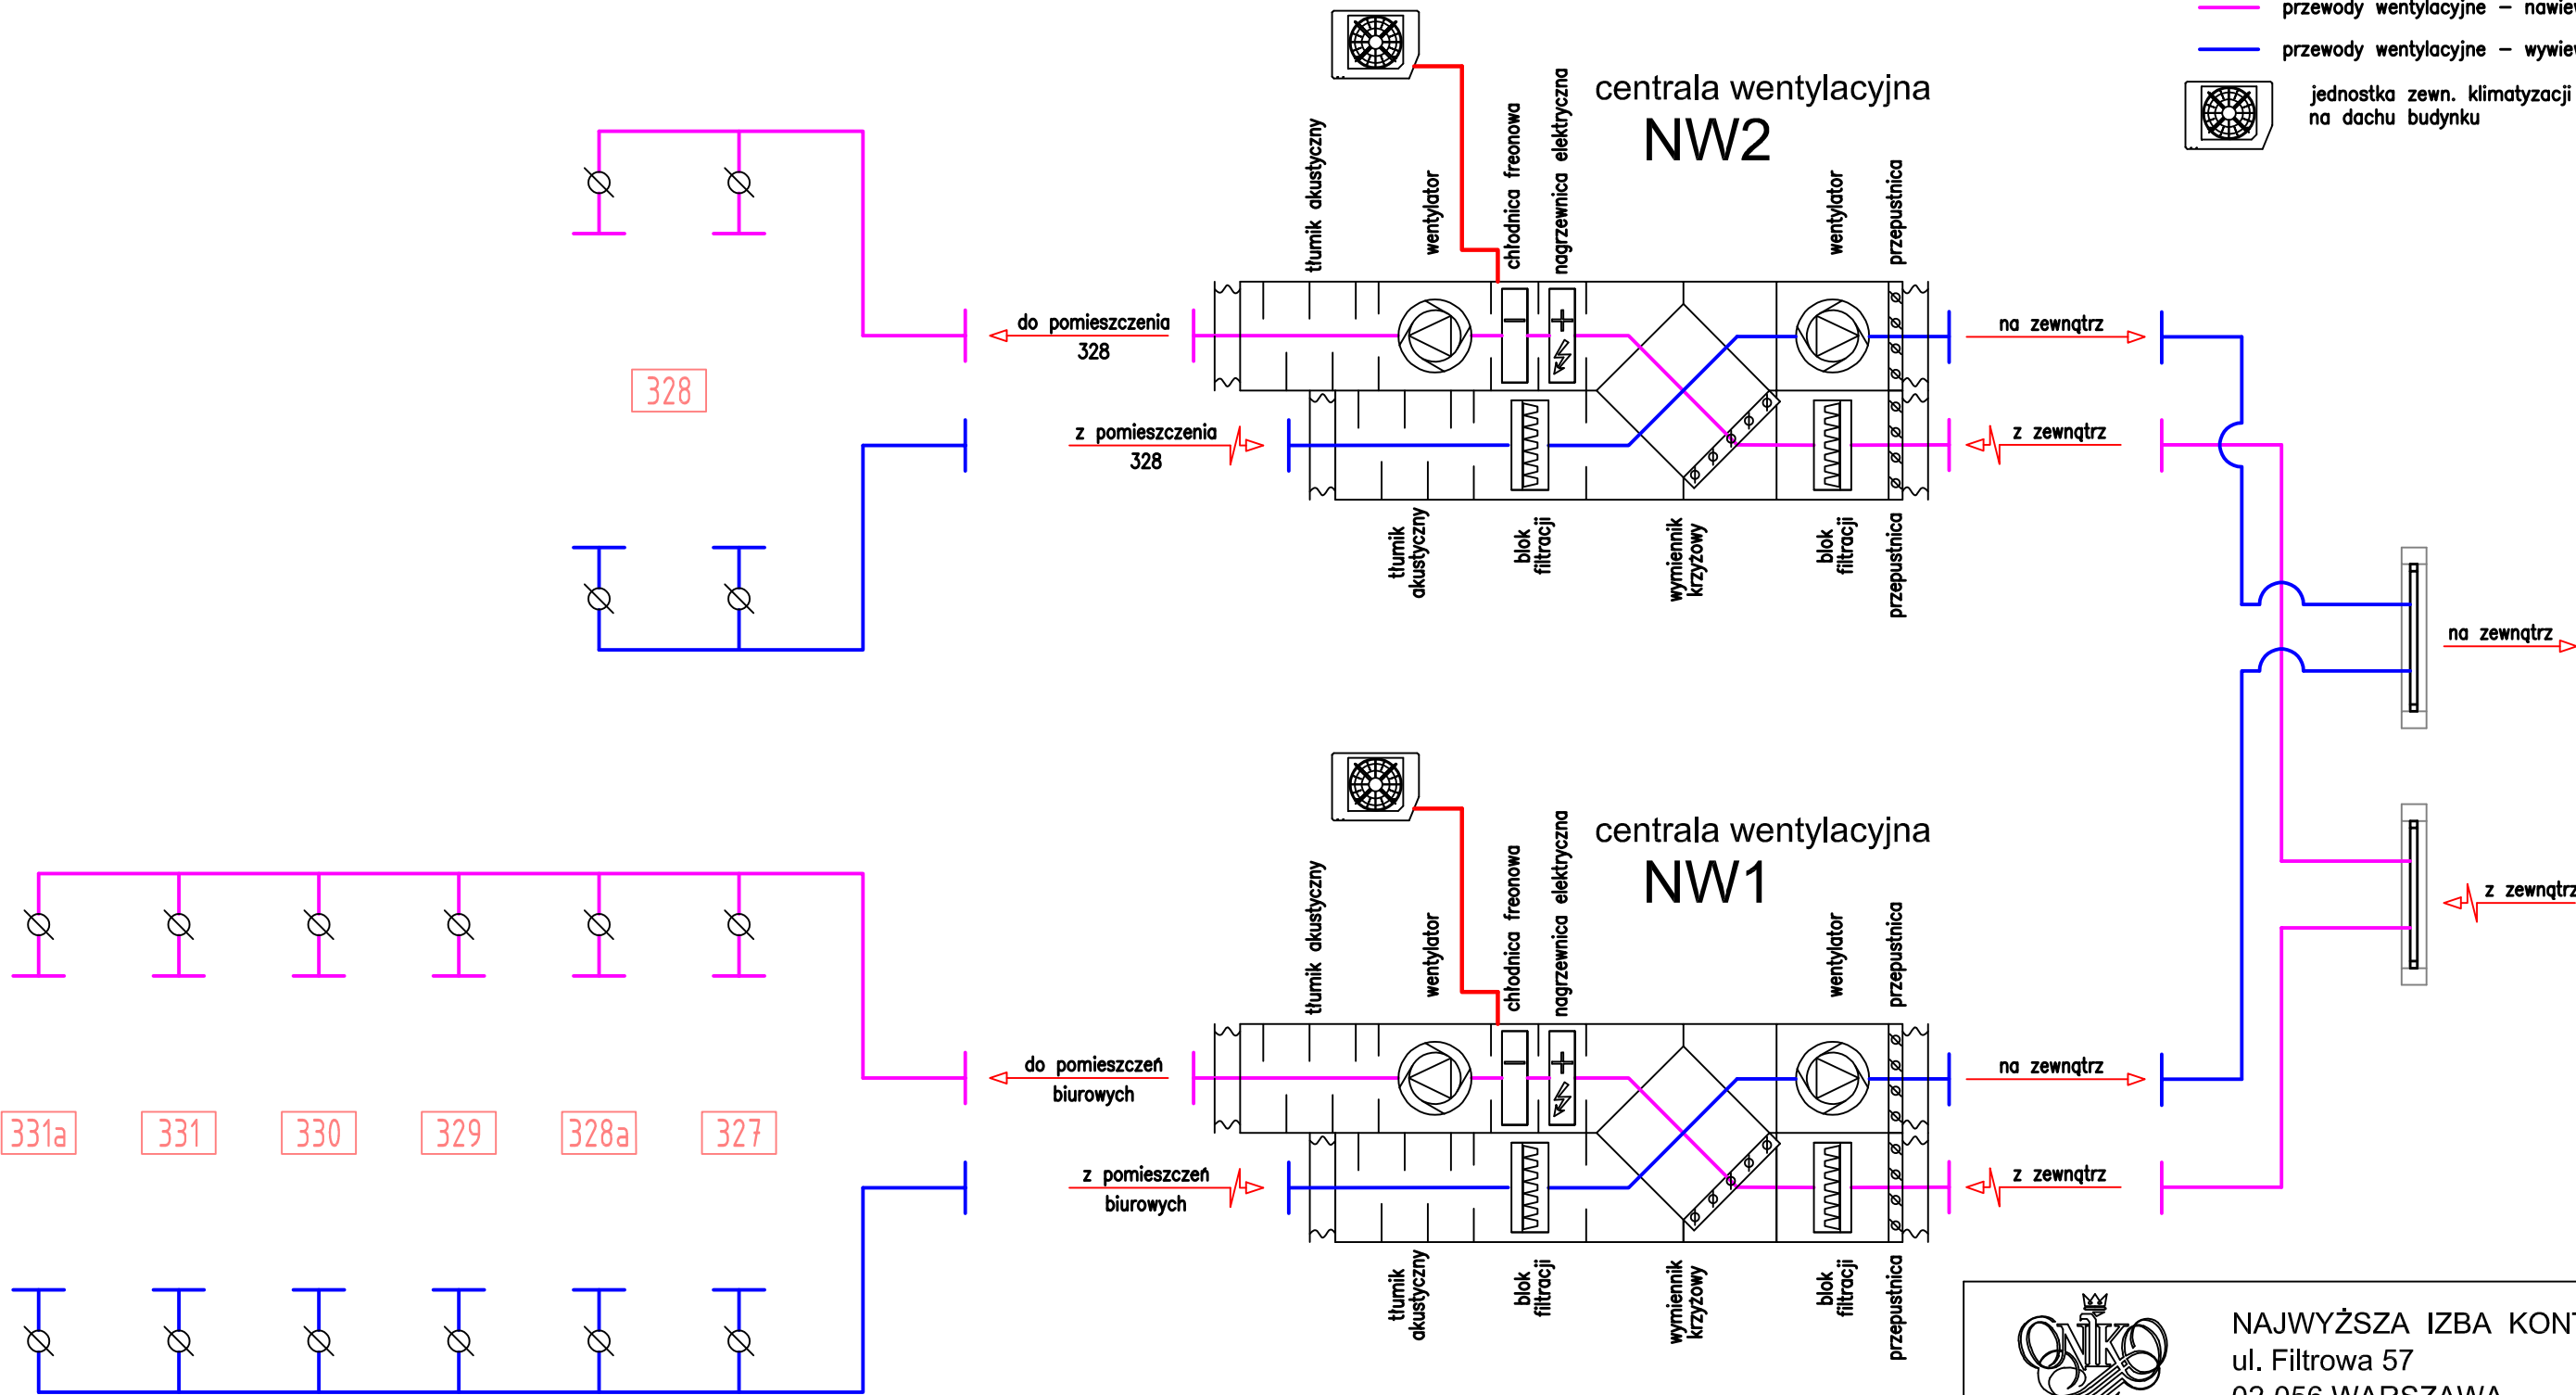 przewody wentylacyjne –
przewody wentylacyjne –
jednostka zewn. klimatyzacji
na dachu budynku
centrala wentylacyjna
NW2
tłumik akustyczny
wentylator
chłodnica freonowa
nagrzewnica elektryczna
wentylator
przepustnica
do pomieszczenia
328
na zewnątrz
328
z pomieszczenia
328
z zewnątrz
tłumik
akustyczny
blok
filtracji
wymiennik
krzyżowy
blok
filtracji
przepustnica
na zewnątrz
centrala wentylacyjna
NW1
tłumik akustyczny
wentylator
chłodnica freonowa
nagrzewnica elektryczna
wentylator
przepustnica
z zewnątrz
do pomieszczeń
biurowych
na zewnątrz
331a
331
330
329
328a
327
z pomieszczeń
biurowych
z zewnątrz
tłumik
akustyczny
blok
filtracji
wymiennik
krzyżowy
blok
filtracji
przepustnica
NIK
NAJWYŻSZA IZBA
ul. Filtrowa 57
02-056 WARSZAWA